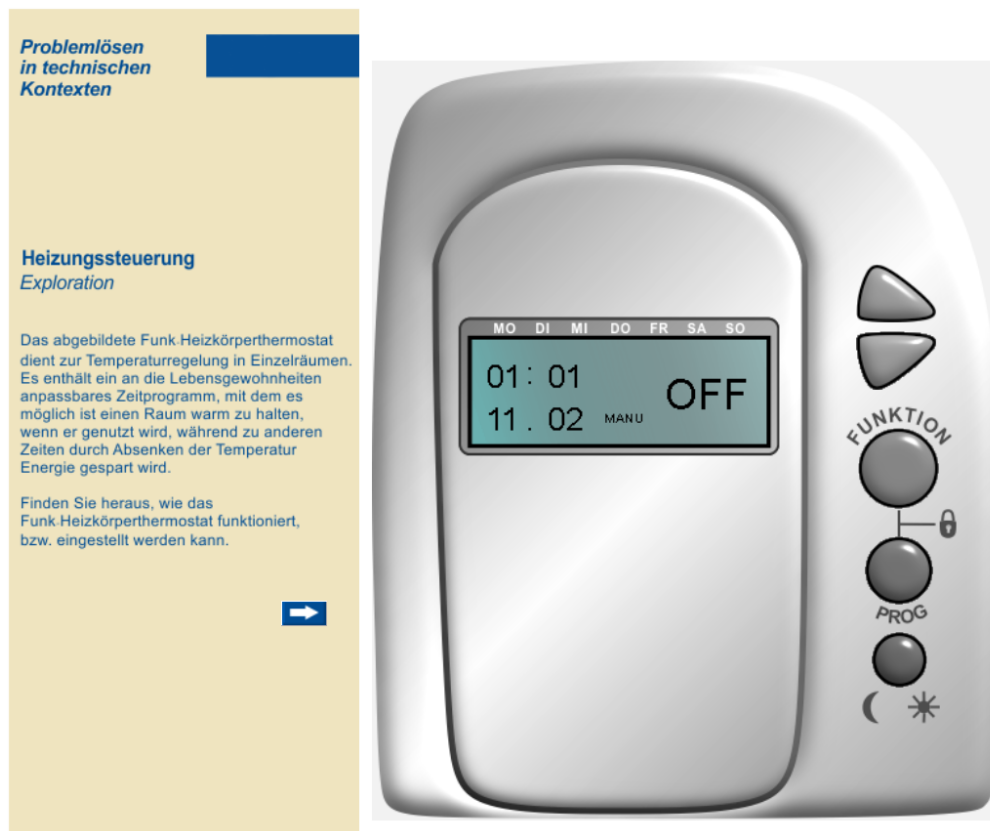 Problemlösen
in technischen
Kontexten
Heizungssteuerung
Exploration
Das abgebildete Funk-Heizkörperthermostat
dient zur Temperaturregelung in Einzelräumen.
Es enthält ein an die Lebensgewohnheiten
anpassbares Zeitprogramm, mit dem es
möglich ist einen Raum warm zu halten,
wenn er genutzt wird, während zu anderen
Zeiten durch Absenken der Temperatur
Energie gespart wird.
Finden Sie heraus, wie das
Funk-Heizkörperthermostat funktioniert,
bzw. eingestellt werden kann.
MO DI MI DO FR SA SO
01: 01
OFF
11. 02 MANU
FUNKTION
PROG